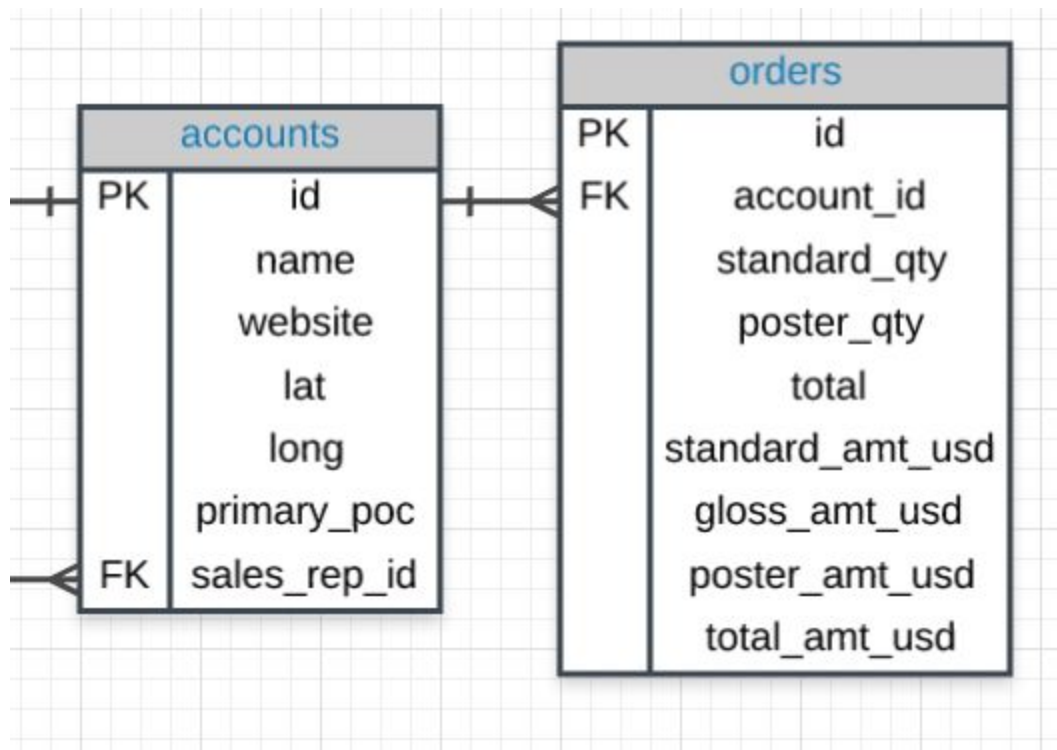 accounts
PK id
name
website
lat
long
primary_poc
FK sales_rep_id
orders
PK id
FK account_id
standard_qty
poster_qty
total
standard_amt_usd
gloss_amt_usd
poster_amt_usd
total_amt_usd